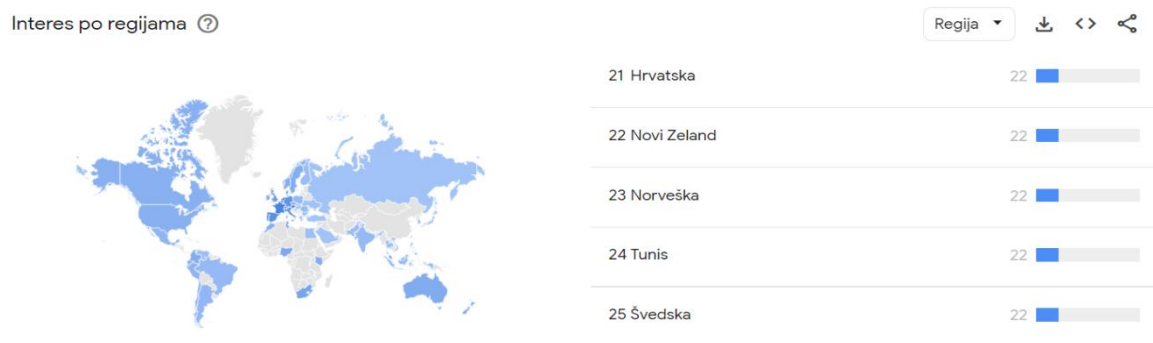 Interes po regijama
Regija
21 Hrvatska 22
22 Novi Zeland 22
23 Norveška 22
24 Tunis 22
25 Švedska 22